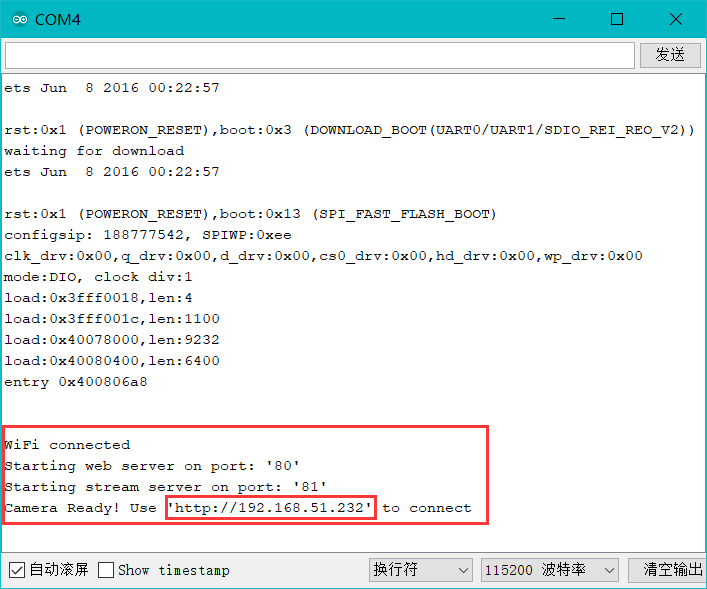 COM4
发送
ets Jun  8 2016 00:22:57
rst:0x1 (POWERON_RESET),boot:0x3 (DOWNLOAD_BOOT(UART0/UART1/SDIO_REI_REO_V2))
waiting for download
ets Jun  8 2016 00:22:57
rst:0x1 (POWERON_RESET),boot:0x13 (SPI_FAST_FLASH_BOOT)
configsip: 188777542, SPIWP:0xee
clk_drv:0x00,q_drv:0x00,d_drv:0x00,cs0_drv:0x00,hd_drv:0x00,wp_drv:0x00
mode:DIO, clock div:1
load:0x3fff0018,len:4
load:0x3fff001c,len:1100
load:0x40078000,len:9232
load:0x40080400,len:6400
entry 0x400806a8
WiFi connected
Starting web server on port: '80'
Starting stream server on port: '81'
Camera Ready! Use 'http://192.168.51.232' to connect
自动滚屏 Show timestamp 换行符 115200 波特率 清空输出